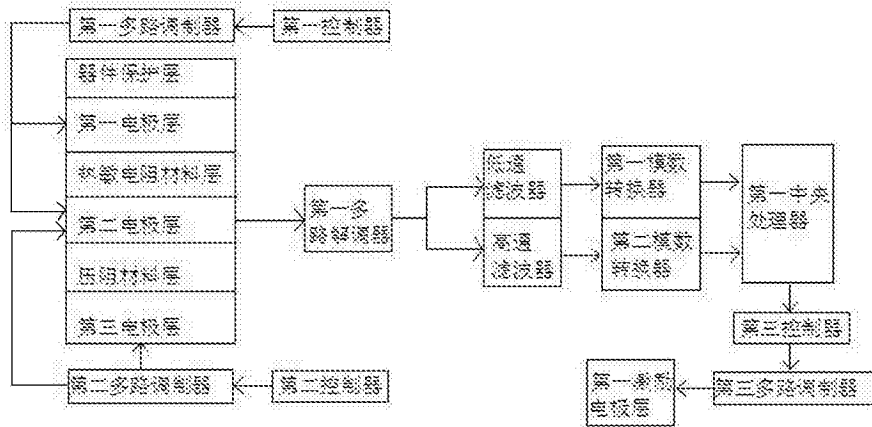 第一多路调制器
第一控制器
器件保护层
第一电极层
热敏电阻材料层
第二电极层
压阻材料层
第三电极层
第二多路调制器
第二控制器
第一多
路解调器
低通
滤波器
高通
滤波器
第一模数
转换器
第二模数
转换器
第一中央
处理器
第三控制器
第三多路调制器
第一
电极层